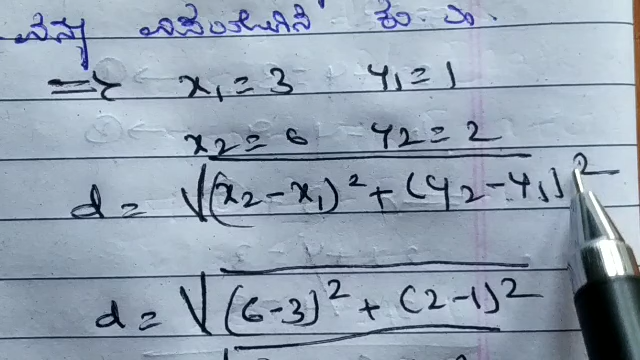 ಕಂ. ಹಿ.
=> x₁ = 3 y₁ = 1
x₂ = 6 y₂ = 2
d = √(x₂ - x₁)² + (y₂ - y₁)²
d = √(6-3)² + (2-1)²